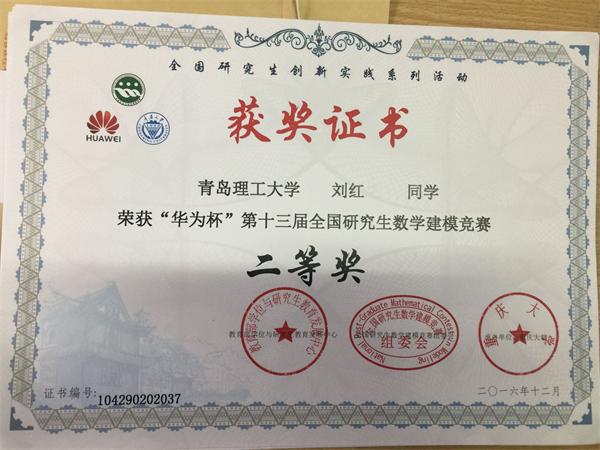 全国研究生创新实践系列活动
HUAWEI
获奖证书
青岛理工大学 刘红 同学
荣获“华为杯”第十三届全国研究生数学建模竞赛
二等奖
组委会
证书编号:104290202037
二〇一六年十二月